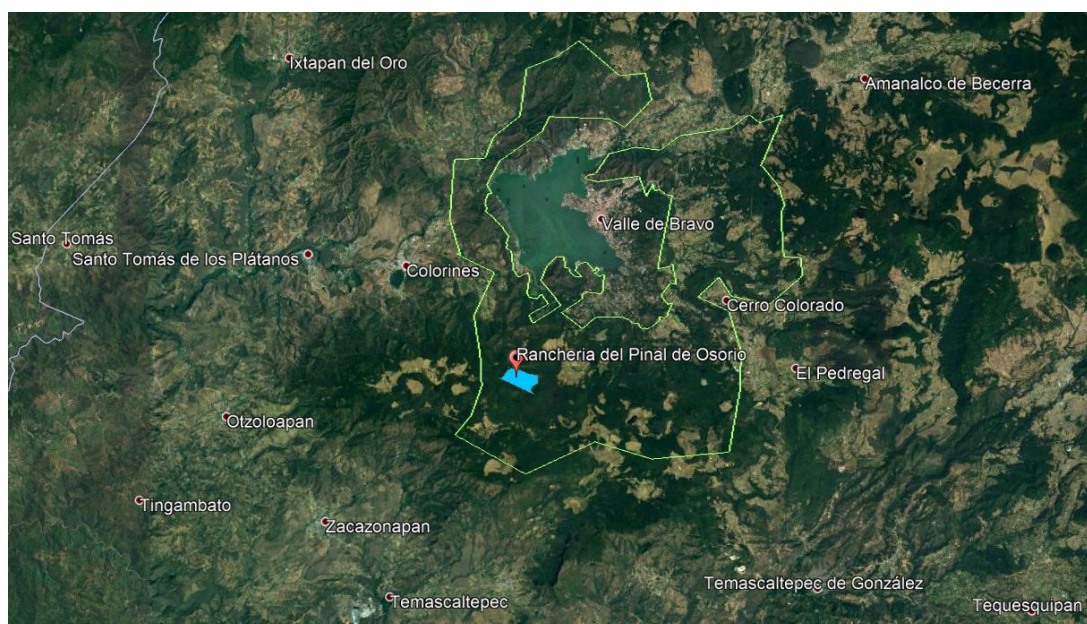 Ixtapan del Oro
Amanalco de Becerra
Valle de Bravo
Santo Tomás
Santo Tomás de los Plátanos
Colorines
Cerro Colorado
Rancheria del Pinal de Osorio
El Pedregal
Otzoloapan
Tingambato
Zacazonapan
Temascaltepec de González
Temascaltepec
Tequesquipan